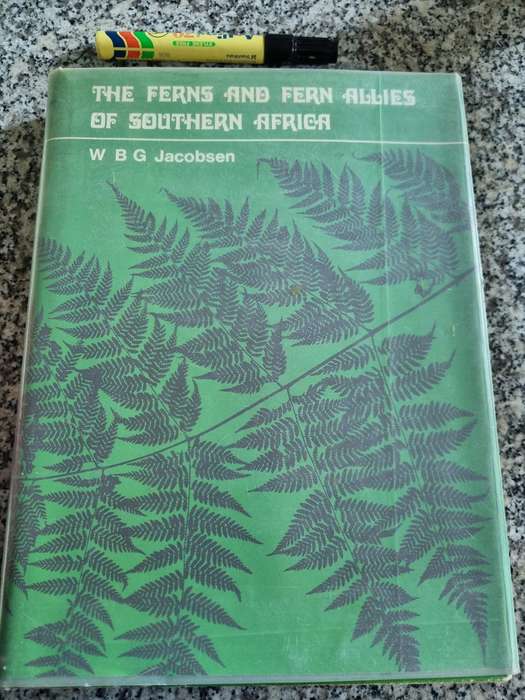 THE FERNS AND FERN ALLIES
OF SOUTHERN AFRICA
W B G Jacobsen